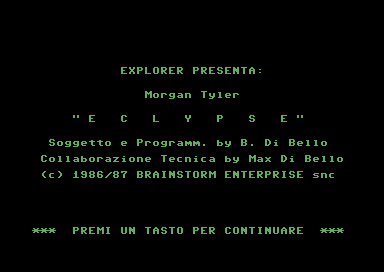 EXPLORER PRESENTA:
Morgan Tyler
" E C L Y P S E "
Soggetto e Programm. by B. Di Bello
Collaborazione Tecnica by Max Di Bello
(c) 1986/87 BRAINSTORM ENTERPRISE snc
*** PREMI UN TASTO PER CONTINUARE ***